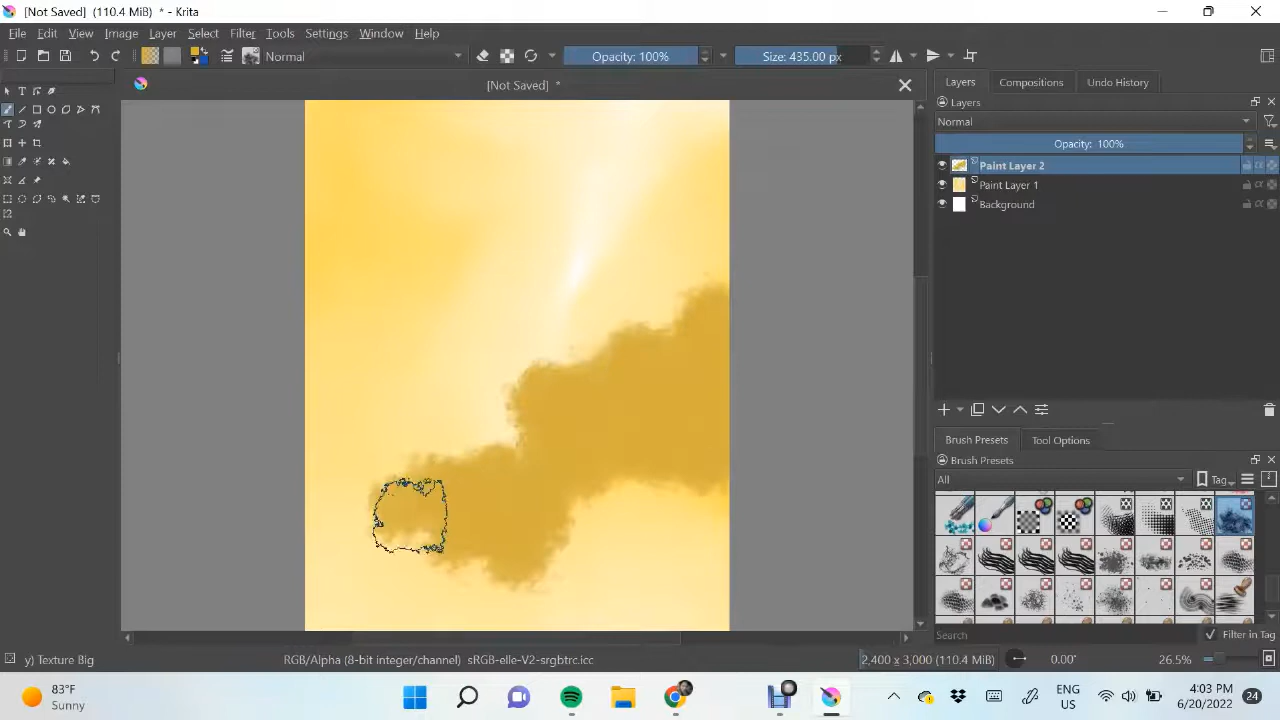 [Not Saved] (110.4 MiB) * - Krita
File Edit View Image Layer Select Filter Tools Settings Window Help
Normal Opacity: 100% Size: 435.00 px
[Not Saved] *
Layers Compositions Undo History
Layers
Normal
Opacity: 100%
Paint Layer 2
Paint Layer 1
Background
Brush Presets Tool Options
Brush Presets
All Tag
Search Filter in Tag
y) Texture Big RGB/Alpha (8-bit integer/channel) sRGB-elle-V2-srgbtrc.icc 2,400 x 3,000 (110.4 MiB) 0.00° 26.5%
83°F
Sunny
ENG
US
4:03 PM
6/20/2022
24